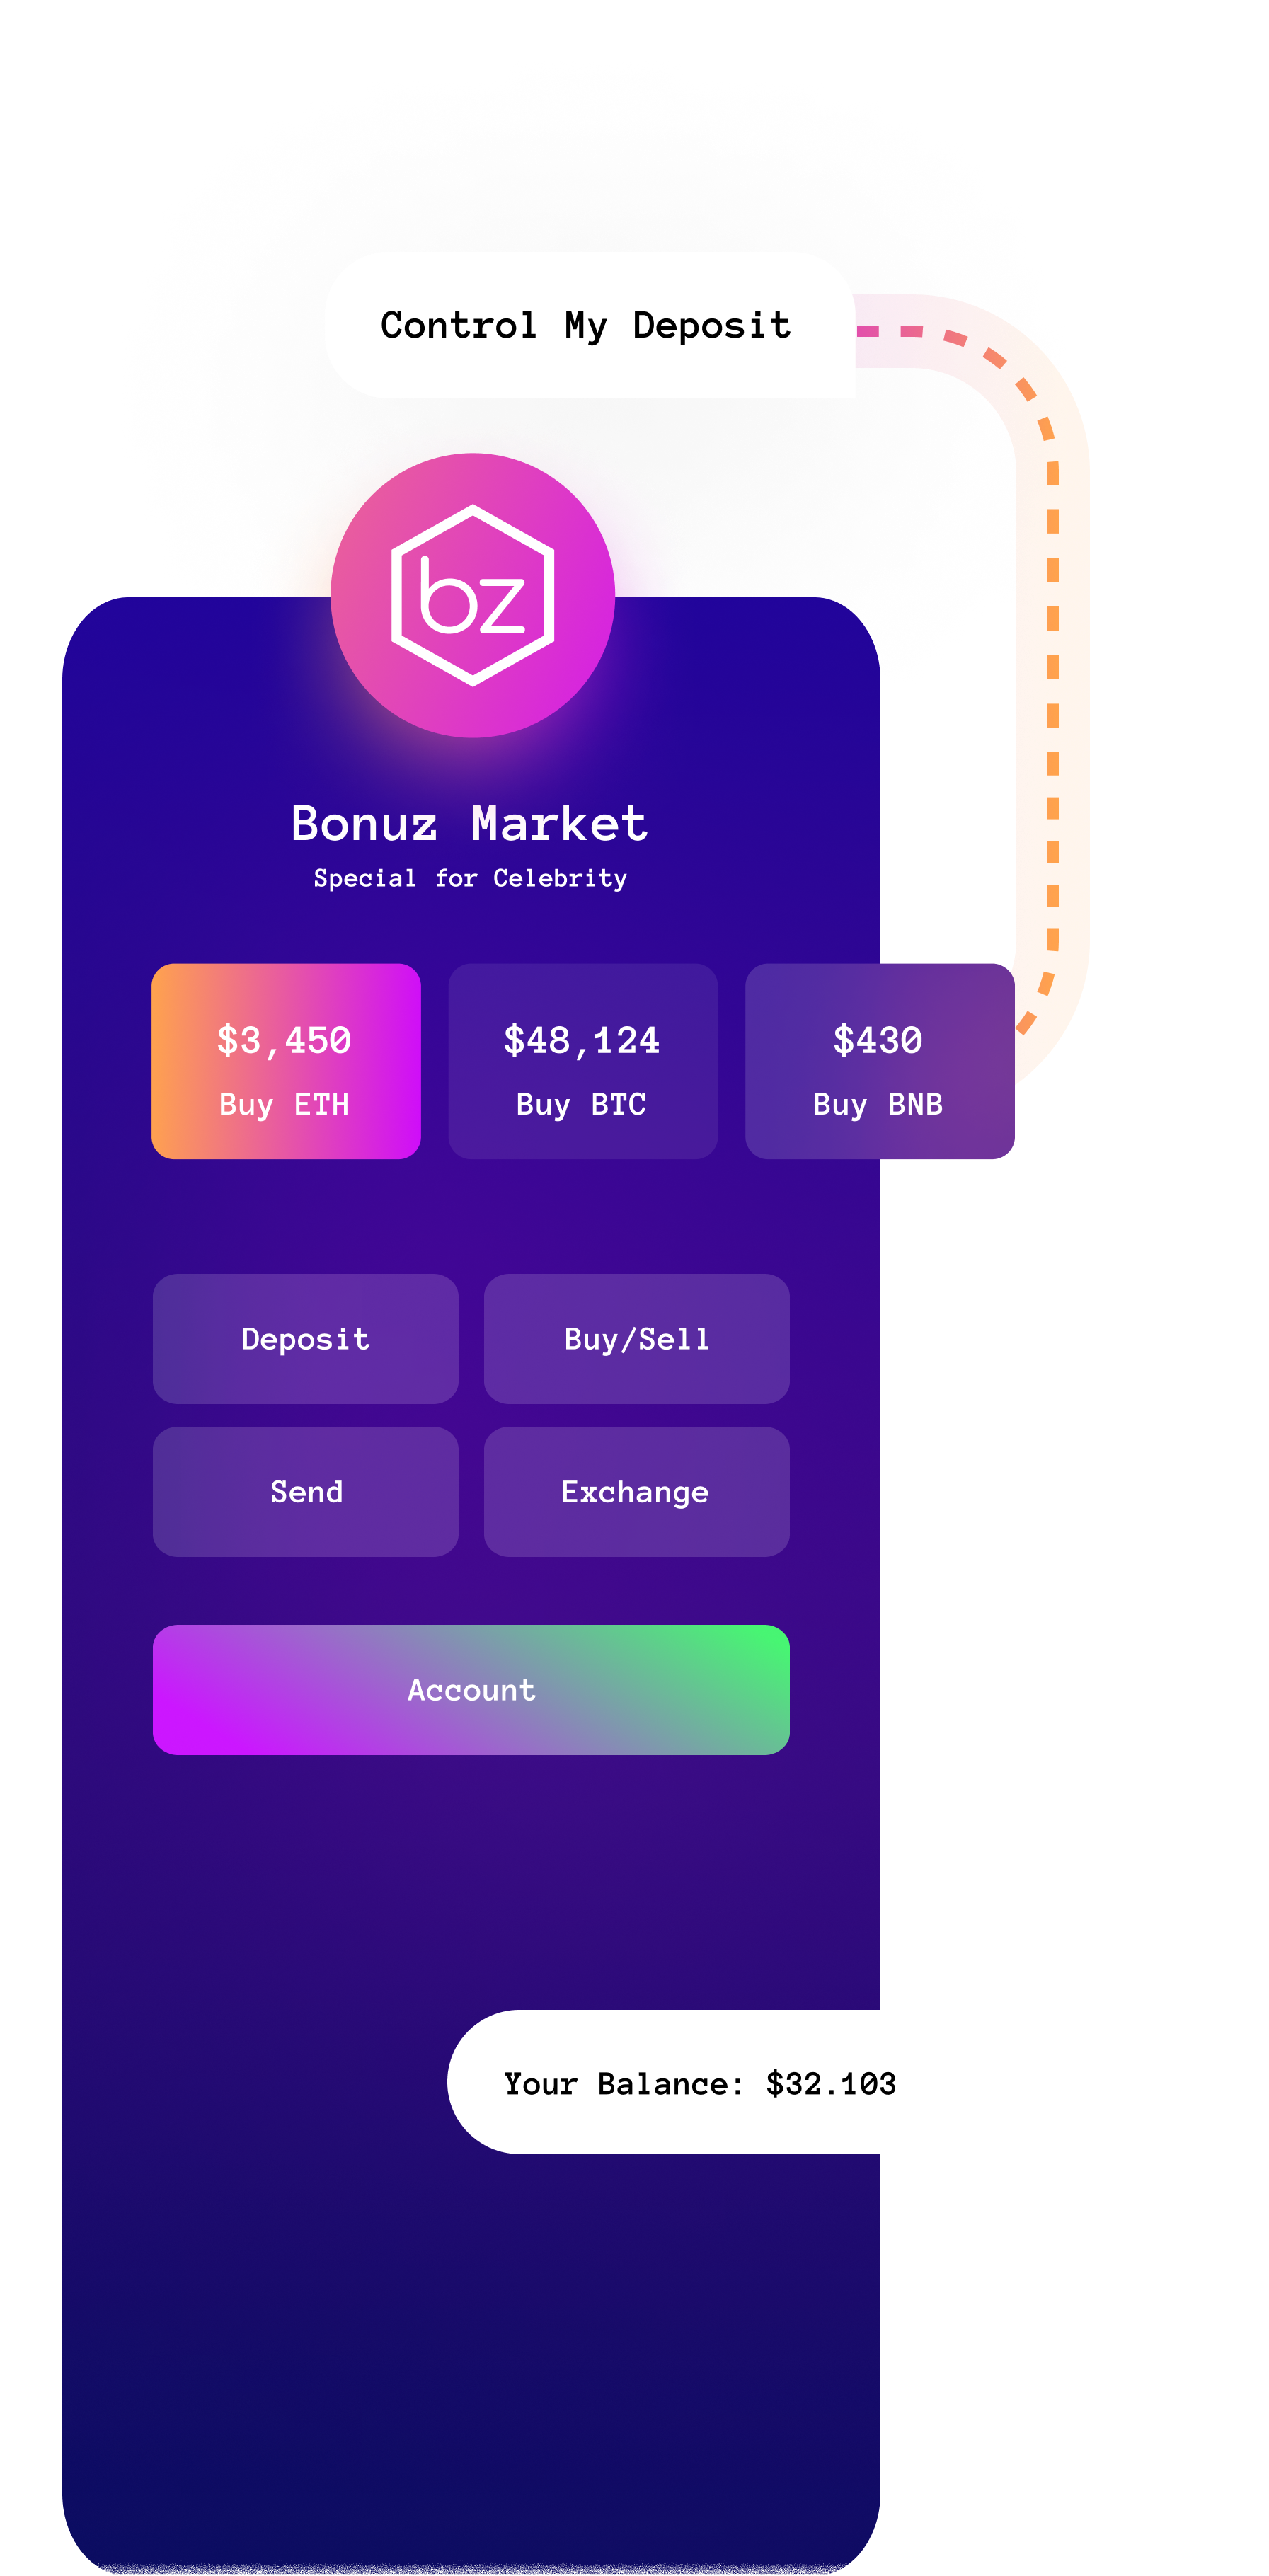 Control My Deposit
bz
Bonuz Market
Special for Celebrity
$3,450
Buy ETH
$48,124
Buy BTC
$430
Buy BNB
Deposit
Buy/Sell
Send
Exchange
Account
Your Balance: $32.103